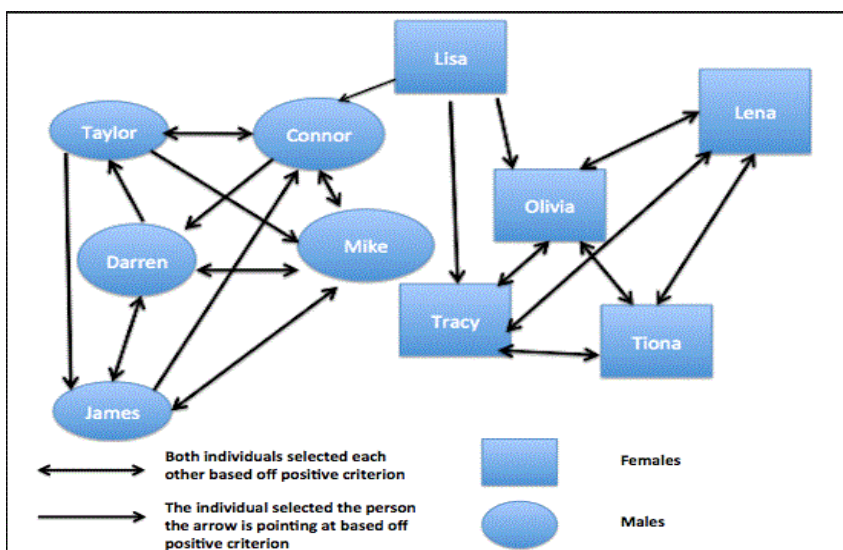 Lisa
Lena
Taylor
Connor
Olivia
Darren
Mike
Tracy
Tiona
James
Both individuals selected each
other based off positive criterion
Females
The individual selected the person
the arrow is pointing at based off
positive criterion
Males